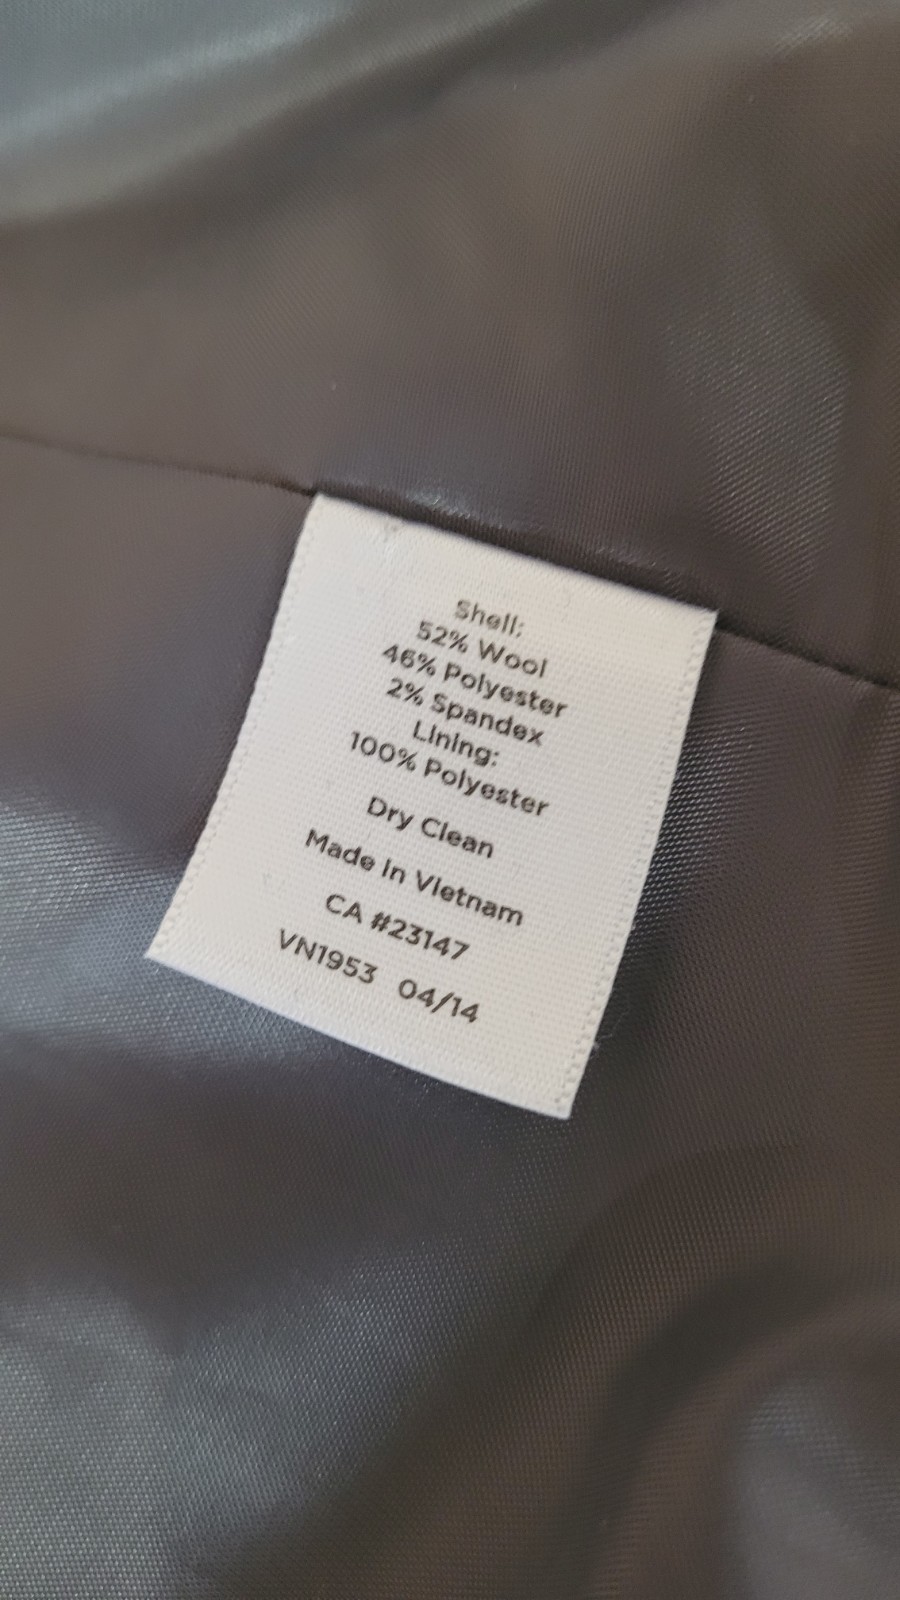 Shell:
52% Wool
46% Polyester
2% Spandex
Lining:
100% Polyester
Dry Clean
Made In Vietnam
CA #23147
VN1953 04/14